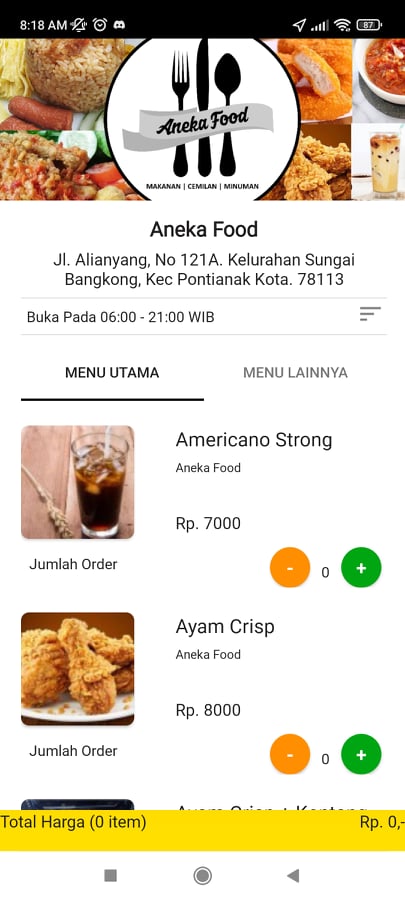 8:18 AM
87
Aneka Food
MAKANAN | CEMILAN | MINUMAN
Aneka Food
Jl. Alianyang, No 121A. Kelurahan Sungai
Bangkong, Kec Pontianak Kota. 78113
Buka Pada 06:00 - 21:00 WIB
MENU UTAMA
MENU LAINNYA
Americano Strong
Aneka Food
Rp. 7000
Jumlah Order
- 0 +
Ayam Crisp
Aneka Food
Rp. 8000
Jumlah Order
- 0 +
Ayam Crisp + Kentang
Total Harga (0 item)
Rp. 0,-